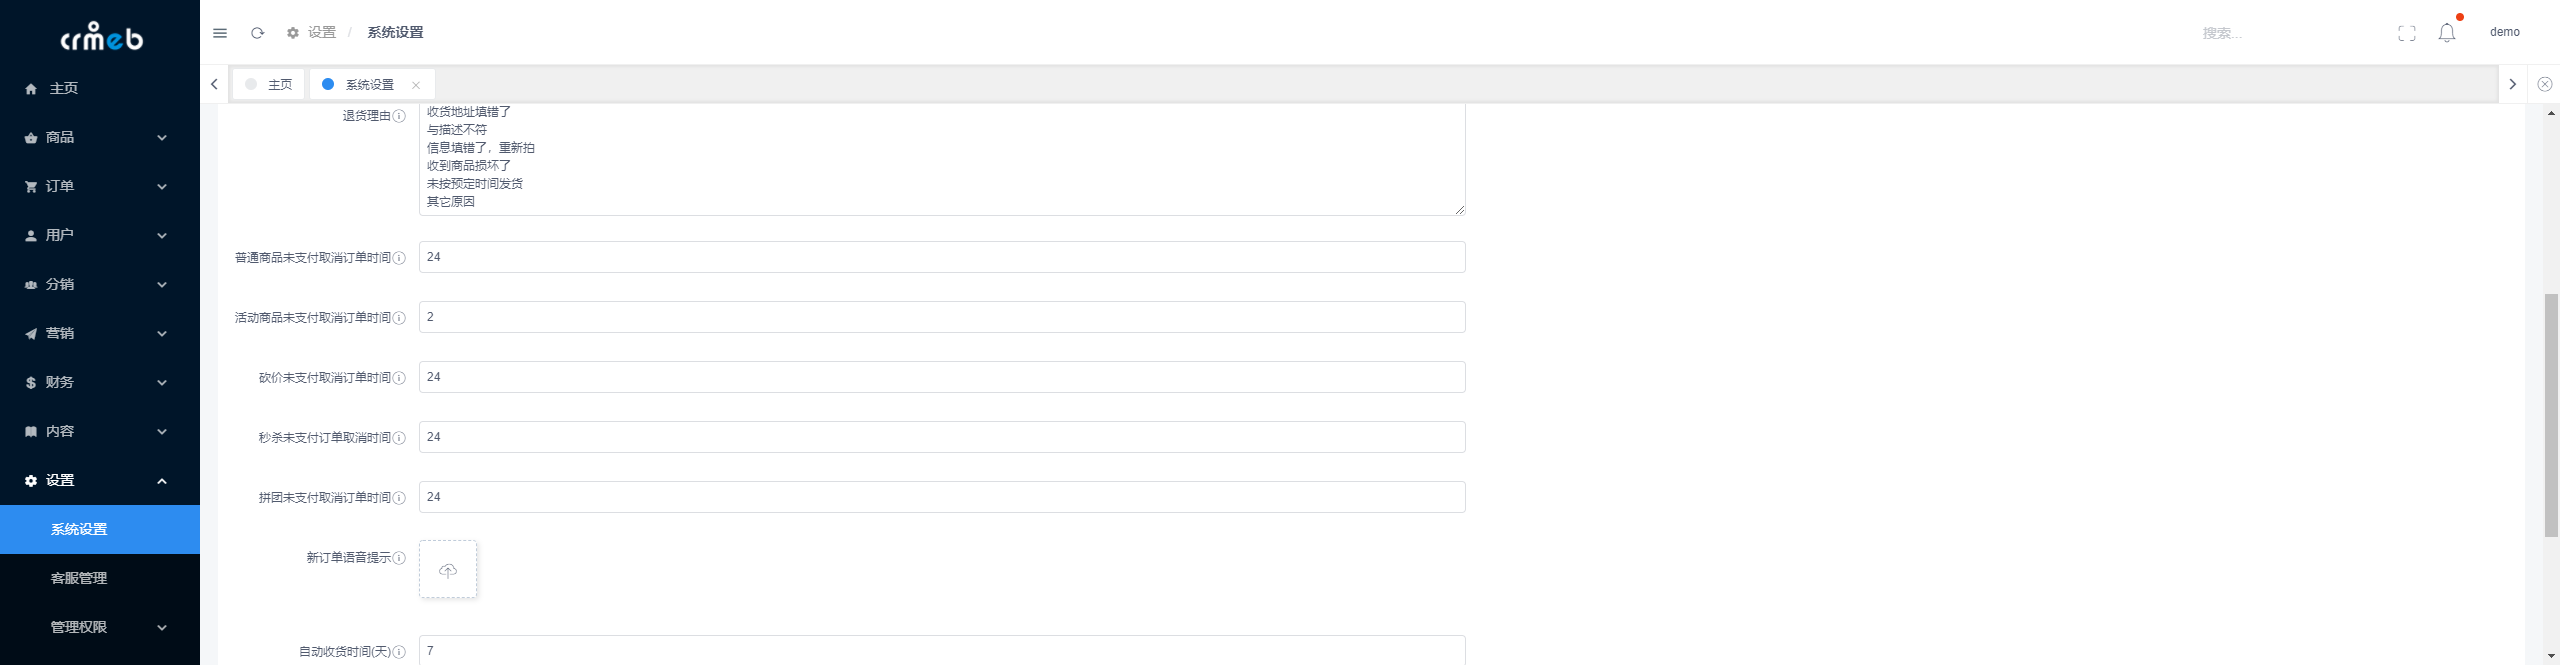 crmeb
设置 / 系统设置
搜索...
demo
主页
系统设置
主页
商品
订单
用户
分销
营销
财务
内容
设置
系统设置
客服管理
管理权限
退货理由
收货地址填错了
与描述不符
信息填错了，重新拍
收到商品损坏了
未按预定时间发货
其它原因
普通商品未支付取消订单时间
24
活动商品未支付取消订单时间
2
砍价未支付取消订单时间
24
秒杀未支付订单取消时间
24
拼团未支付取消订单时间
24
新订单语音提示
自动收货时间(天)
7